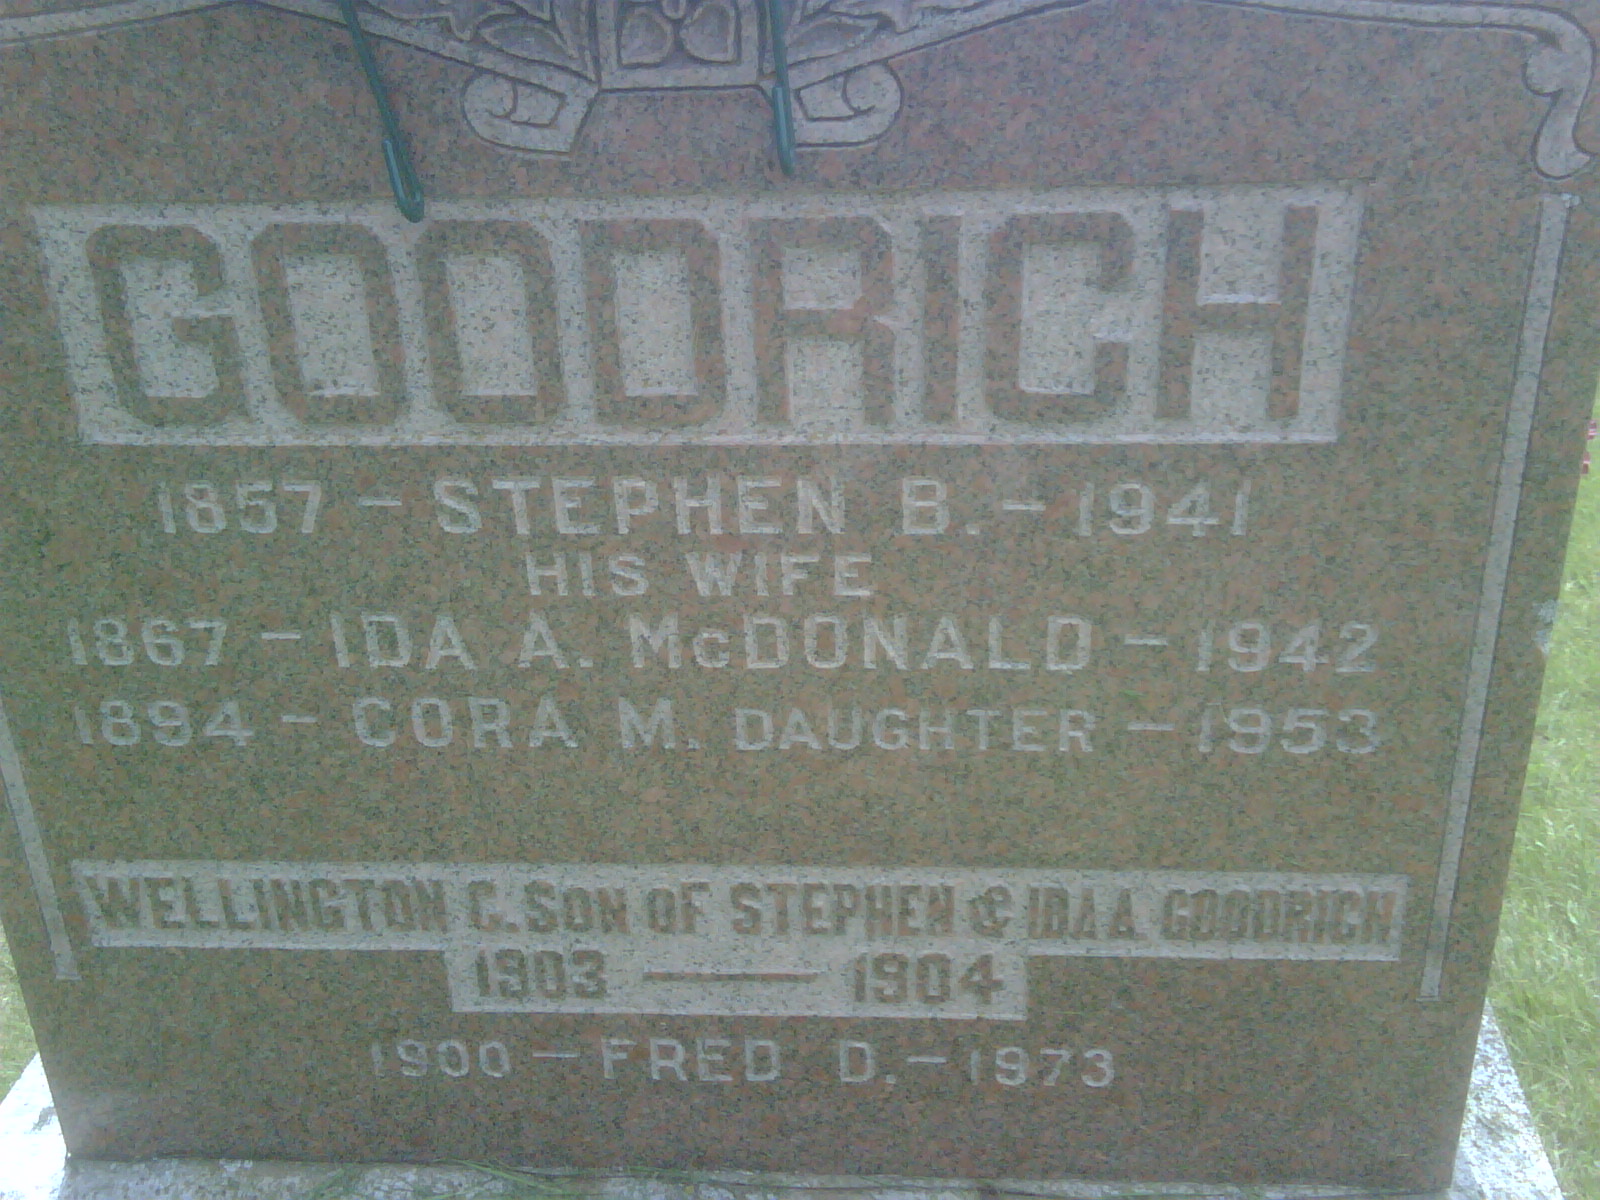 GOODRICH
1857 - STEPHEN B. - 1941
HIS WIFE
1867 - IDA A. McDONALD - 1942
1894 - CORA M. DAUGHTER - 1953
WELLINGTON C. SON OF STEPHEN & IDA A. GOODRICH
1903 — 1904
1900 - FRED D. - 1973